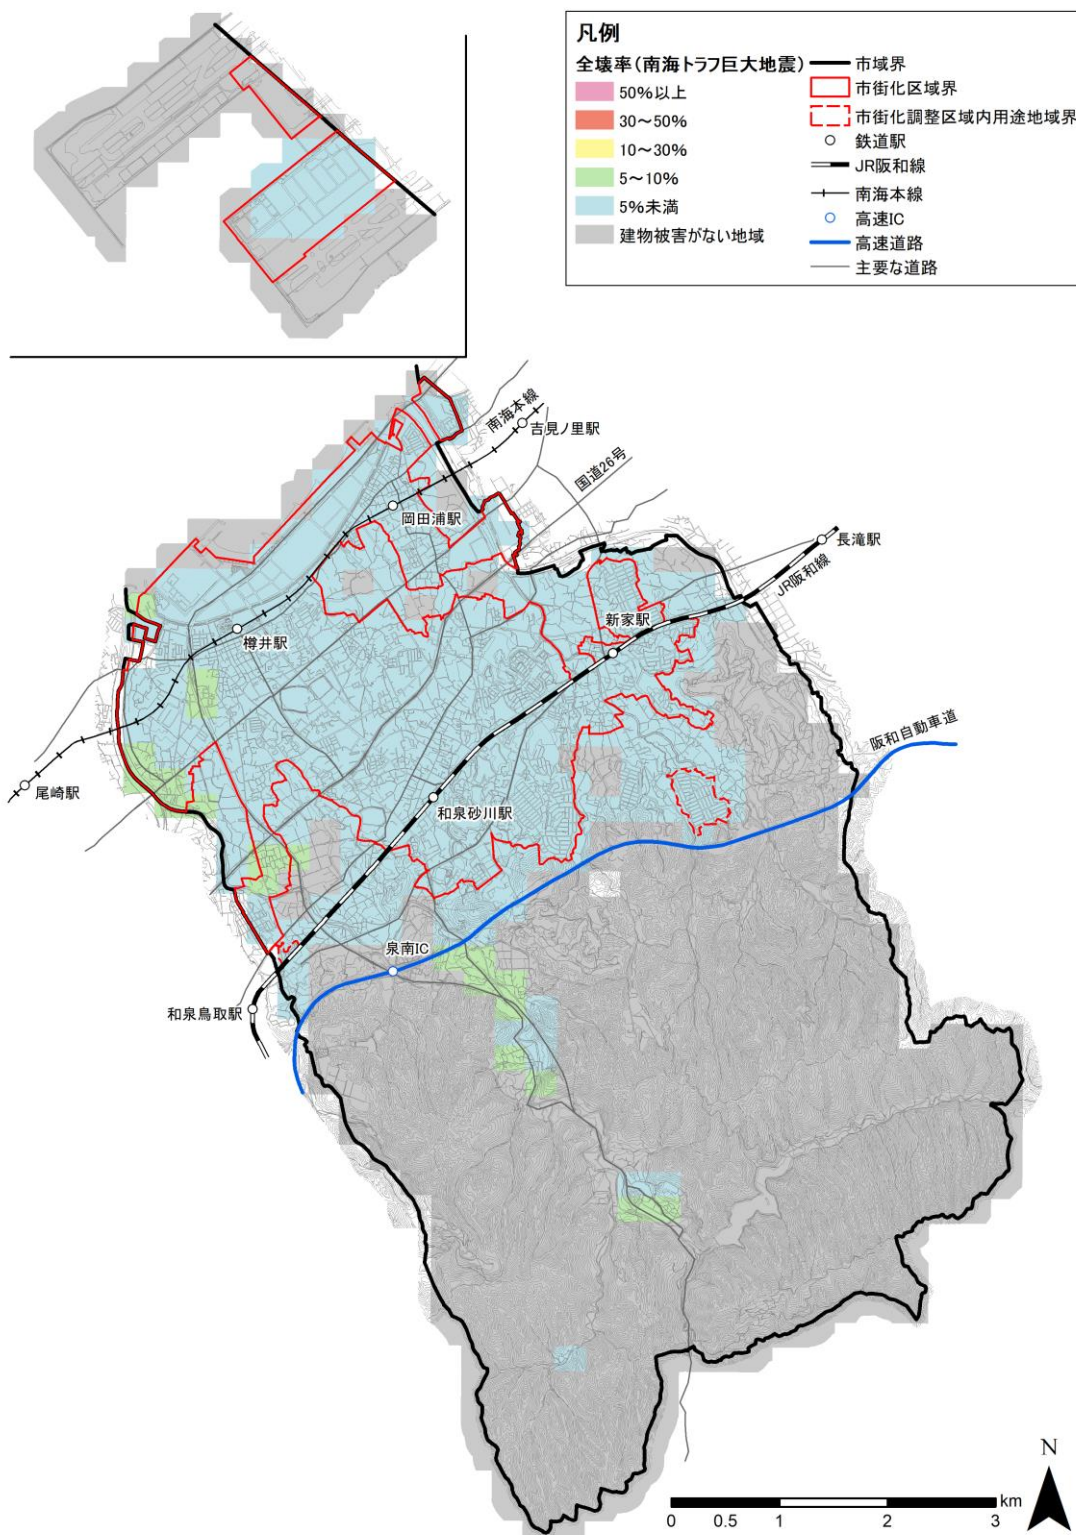 凡例
全壊率(南海トラフ巨大地震)
50%以上
30～50%
10～30%
5～10%
5%未満
建物被害がない地域
市域界
市街化区域界
市街化調整区域内用途地域界
鉄道駅
JR阪和線
南海本線
高速IC
高速道路
主要な道路
南海本線
吉見ノ里駅
国道26号
岡田浦駅
長滝駅
JR阪和線
新家駅
樽井駅
阪和自動車道
尾崎駅
和泉砂川駅
泉南IC
和泉鳥取駅
N
km
0 0.5 1 2 3